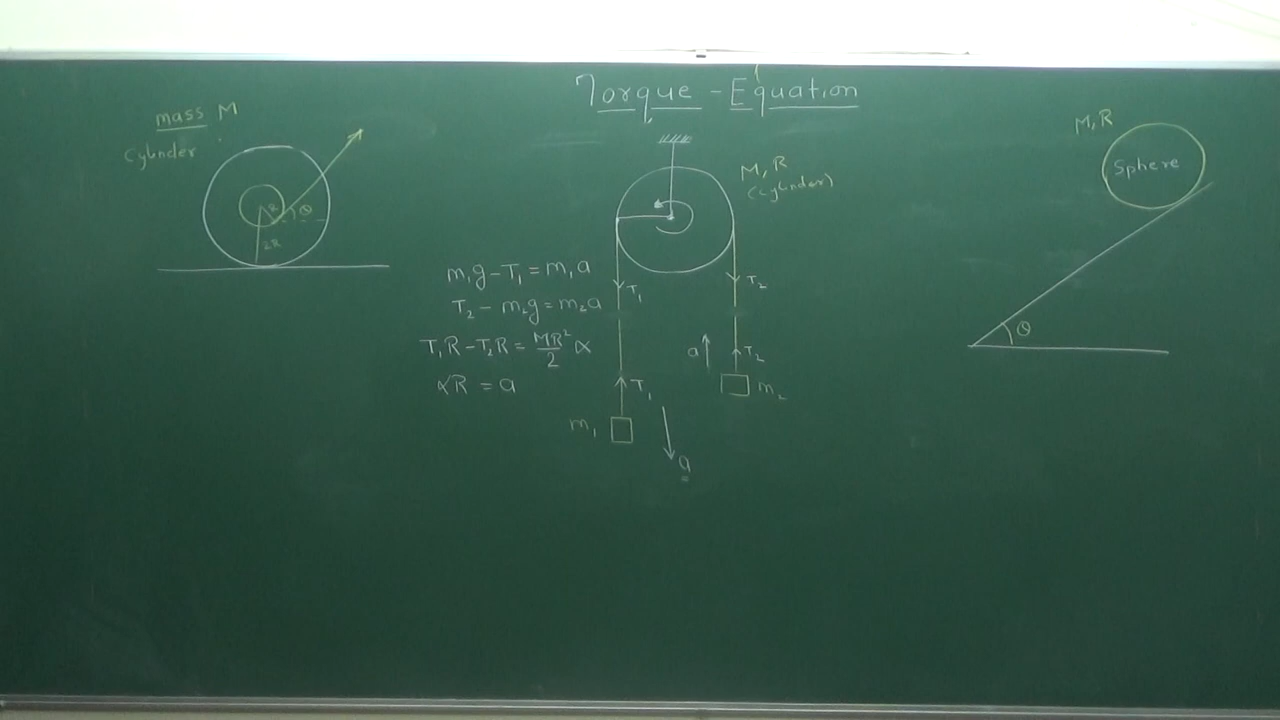 Torque - Equation
mass M
Cylinder
R
θ
2R
M, R
(cylinder)
m₁g - T₁ = m₁a
T₂ - m₂g = m₂a
T₁R - T₂R = MR²/2 α
αR = a
T₁
T₂
a
T₂
m₂
T₁
m₁
a
M, R
Sphere
θ